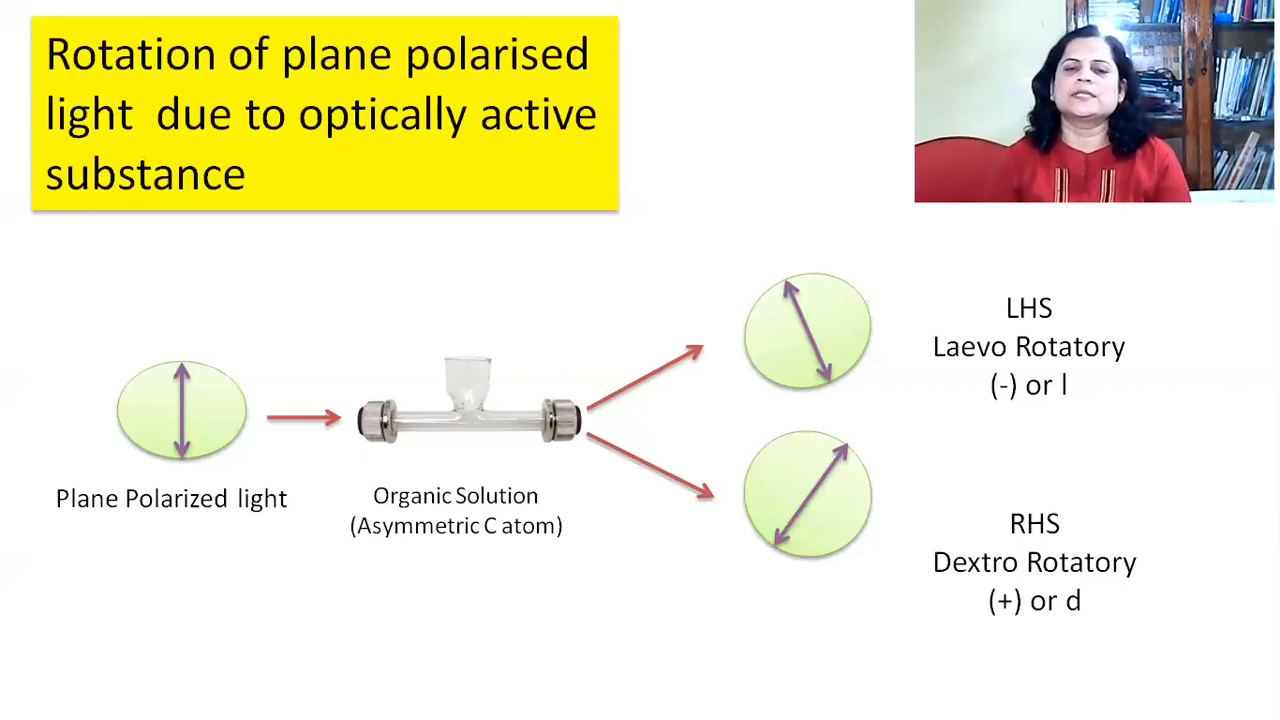 Rotation of plane polarised
light due to optically active
substance
LHS
Laevo Rotatory
(-) or l
Plane Polarized light
Organic Solution
(Asymmetric C atom)
RHS
Dextro Rotatory
(+) or d